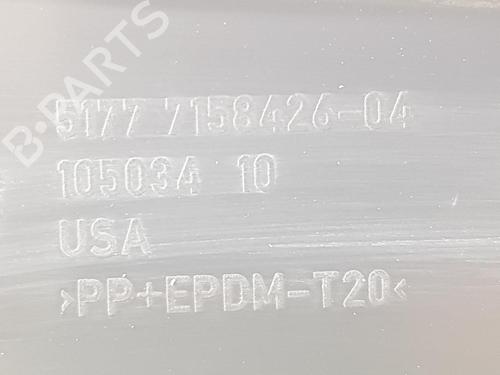 B-PARTS
5177 7158426-04
105034 10
USA
>PP+EPDM-T20<